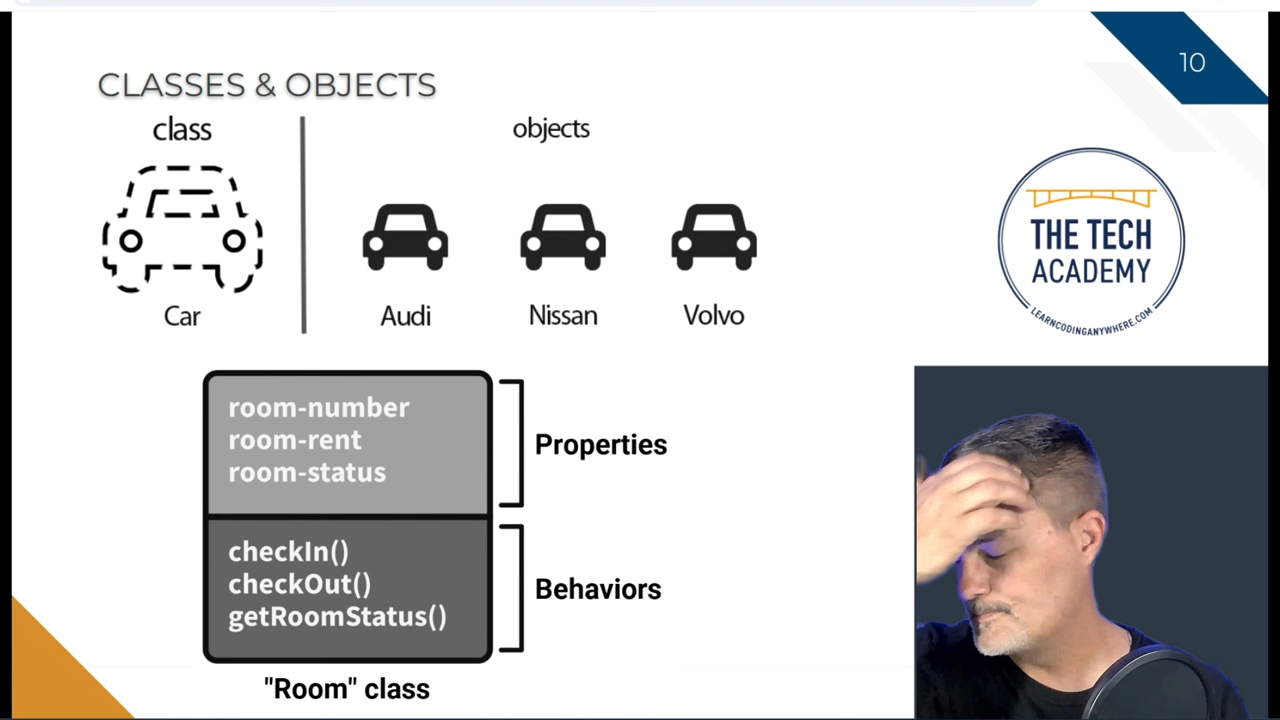 10
CLASSES & OBJECTS
class
objects
Car
Audi
Nissan
Volvo
THE TECH
ACADEMY
LEARNCODINGANYWHERE.COM
room-number
room-rent
room-status
Properties
checkIn()
checkOut()
getRoomStatus()
Behaviors
"Room" class